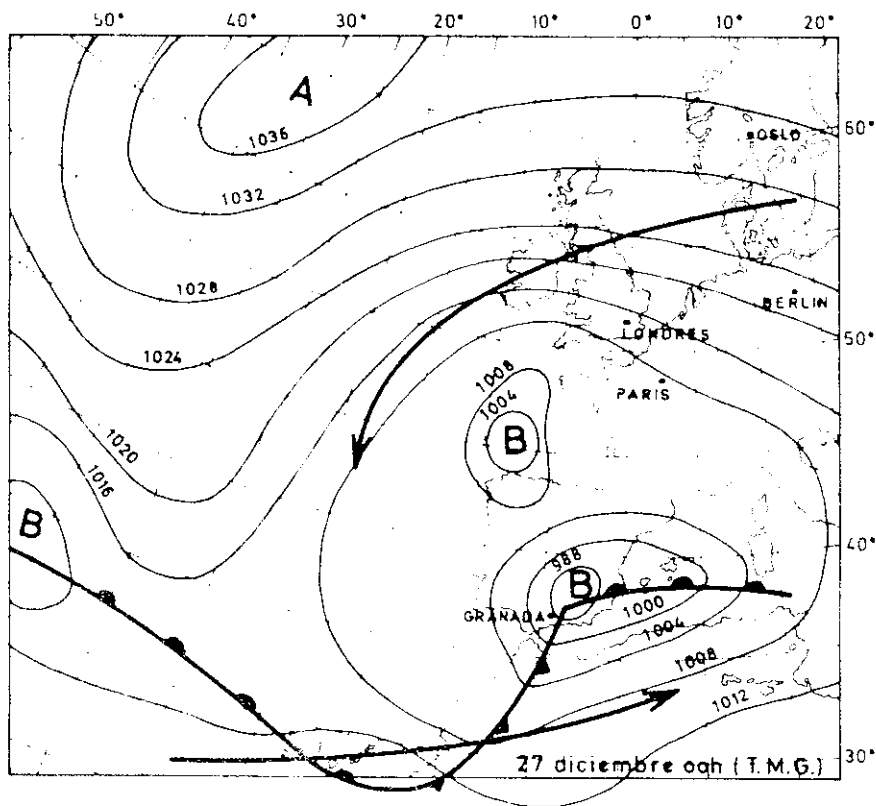 50° 40° 30° 20° 10° 0° 10° 20°
A
1036
60°
OSLO
1032
1028
BERLIN
1024
50°
LONDRES
1008
PARIS
1004
B
1020
1016
B
40°
988
B
1000
GRANADA
1004
1008
1012
30°
27 diciembre 00h (T.M.G.)